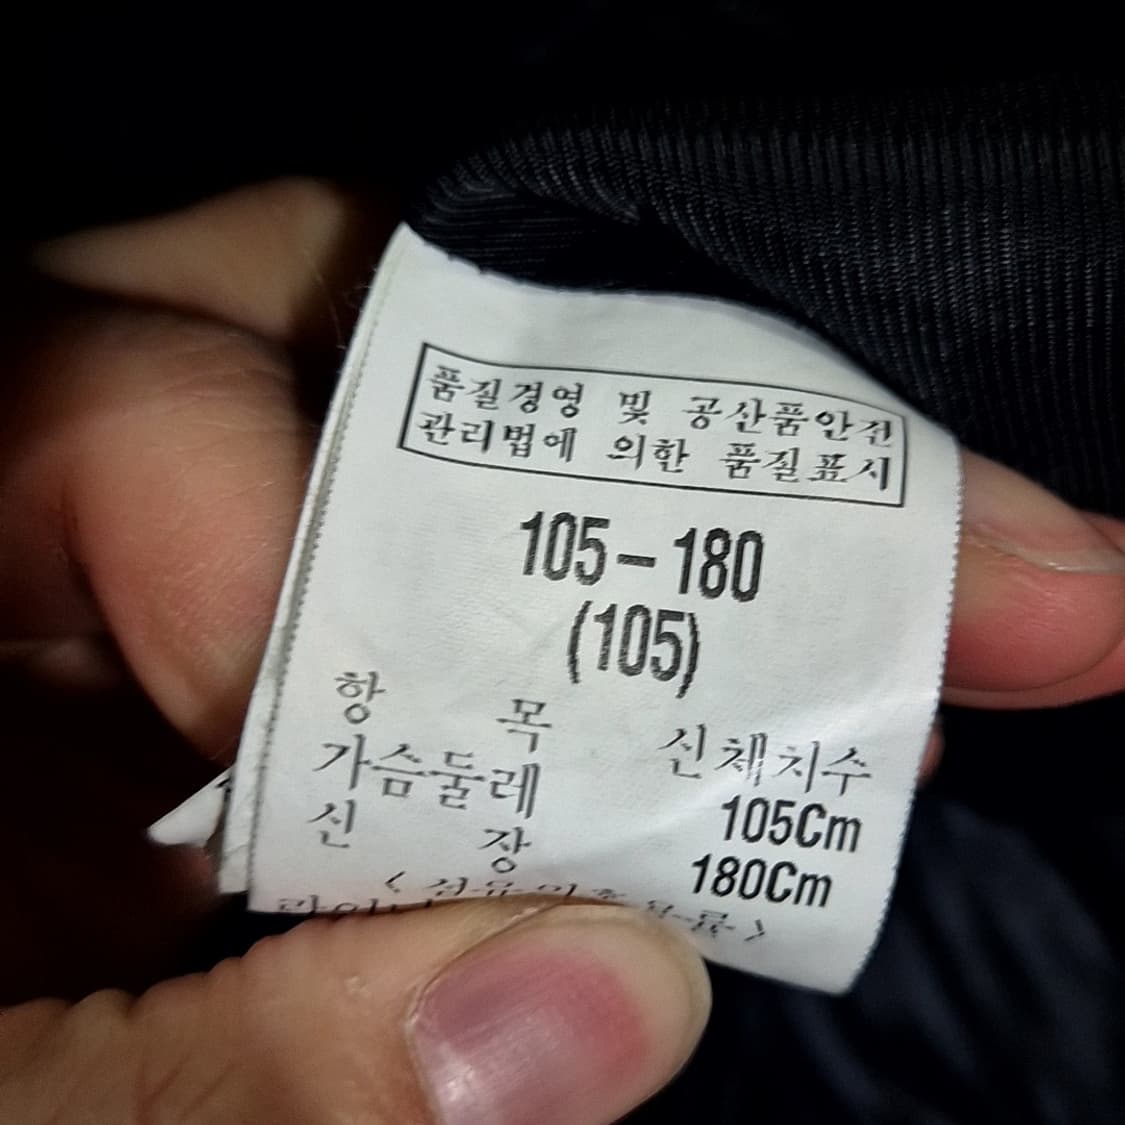 품질경영 및 공산품안전
관리법에 의한 품질표시
105-180
(105)
항 목 신체치수
가슴둘레 105Cm
신 장 180Cm